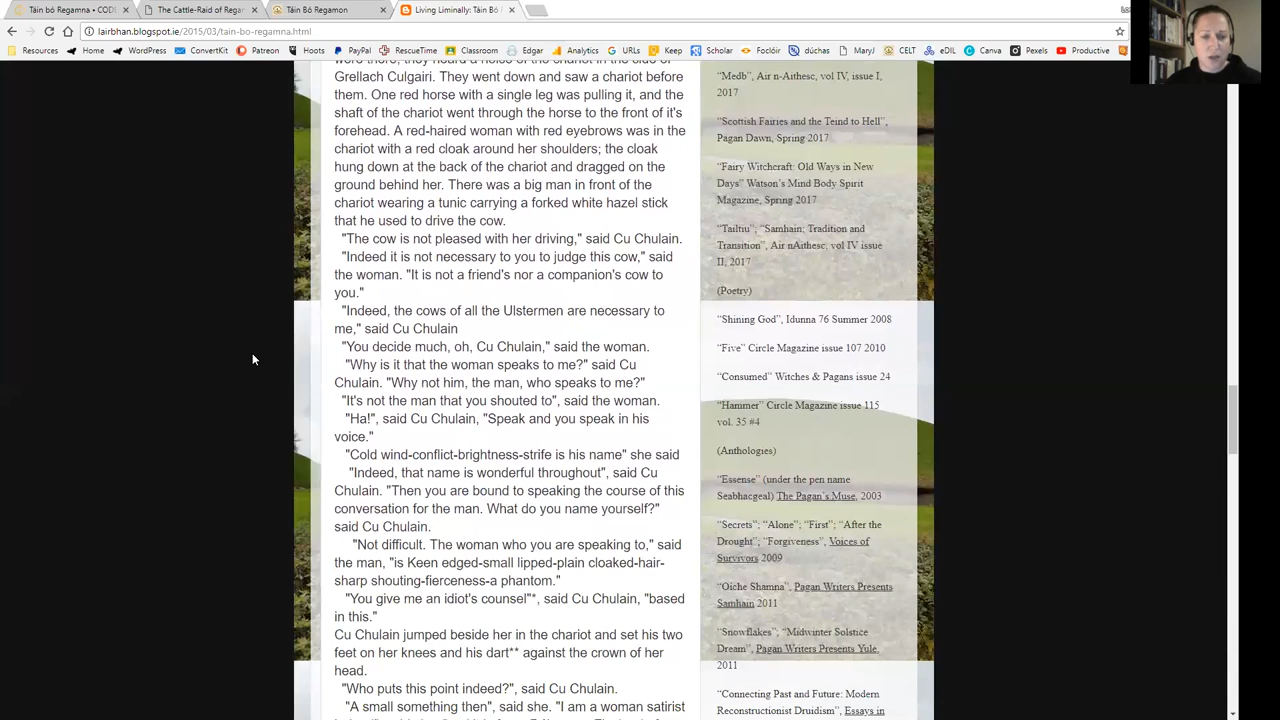 Táin bó Regamna • CODE
The Cattle-Raid of Regar
Táin Bó Regamon
Living Liminally: Táin Bó
lairbhan.blogspot.ie/2015/03/tain-bo-regamna.html
Resources
Home
WordPress
ConvertKit
Patreon
Hoots
PayPal
RescueTime
Classroom
Edgar
Analytics
URLs
Keep
Scholar
Foclóir
dúchas
MaryJ
CELT
eDIL
Canva
Pexels
Productive
were there, they heard a noise of the chariot in the side of
Grellach Culgairi. They went down and saw a chariot before
them. One red horse with a single leg was pulling it, and the
shaft of the chariot went through the horse to the front of it's
forehead. A red-haired woman with red eyebrows was in the
chariot with a red cloak around her shoulders; the cloak
hung down at the back of the chariot and dragged on the
ground behind her. There was a big man in front of the
chariot wearing a tunic carrying a forked white hazel stick
that he used to drive the cow.
"The cow is not pleased with her driving," said Cu Chulain.
"Indeed it is not necessary to you to judge this cow," said
the woman. "It is not a friend's nor a companion's cow to
you."
"Indeed, the cows of all the Ulstermen are necessary to
me," said Cu Chulain
"You decide much, oh, Cu Chulain," said the woman.
"Why is it that the woman speaks to me?" said Cu
Chulain. "Why not him, the man, who speaks to me?"
"It's not the man that you shouted to", said the woman.
"Ha!", said Cu Chulain, "Speak and you speak in his
voice."
"Cold wind-conflict-brightness-strife is his name" she said
"Indeed, that name is wonderful throughout", said Cu
Chulain. "Then you are bound to speaking the course of this
conversation for the man. What do you name yourself?"
said Cu Chulain.
"Not difficult. The woman who you are speaking to," said
the man, "is Keen edged-small lipped-plain cloaked-hair-
sharp shouting-fierceness-a phantom."
"You give me an idiot's counsel"*, said Cu Chulain, "based
in this."
Cu Chulain jumped beside her in the chariot and set his two
feet on her knees and his dart** against the crown of her
head.
"Who puts this point indeed?", said Cu Chulain.
"A small something then", said she. "I am a woman satirist
"Medb", Air n-Aithesc, vol IV, issue I,
2017
"Scottish Fairies and the Teind to Hell",
Pagan Dawn, Spring 2017
"Fairy Witchcraft: Old Ways in New
Days" Watson's Mind Body Spirit
Magazine, Spring 2017
"Tailtiu"; "Samhain; Tradition and
Transition", Air nAithesc, vol IV issue
II, 2017
(Poetry)
"Shining God", Idunna 76 Summer 2008
"Five" Circle Magazine issue 107 2010
"Consumed" Witches & Pagans issue 24
"Hammer" Circle Magazine issue 115
vol. 35 #4
(Anthologies)
"Essense" (under the pen name
Seabhacgeal) The Pagan's Muse, 2003
"Secrets"; "Alone"; "First"; "After the
Drought"; "Forgiveness", Voices of
Survivors 2009
"Oiche Shamna", Pagan Writers Presents
Samhain 2011
"Snowflakes"; "Midwinter Solstice
Dream", Pagan Writers Presents Yule,
2011
"Connecting Past and Future: Modern
Reconstructionist Druidism", Essays in